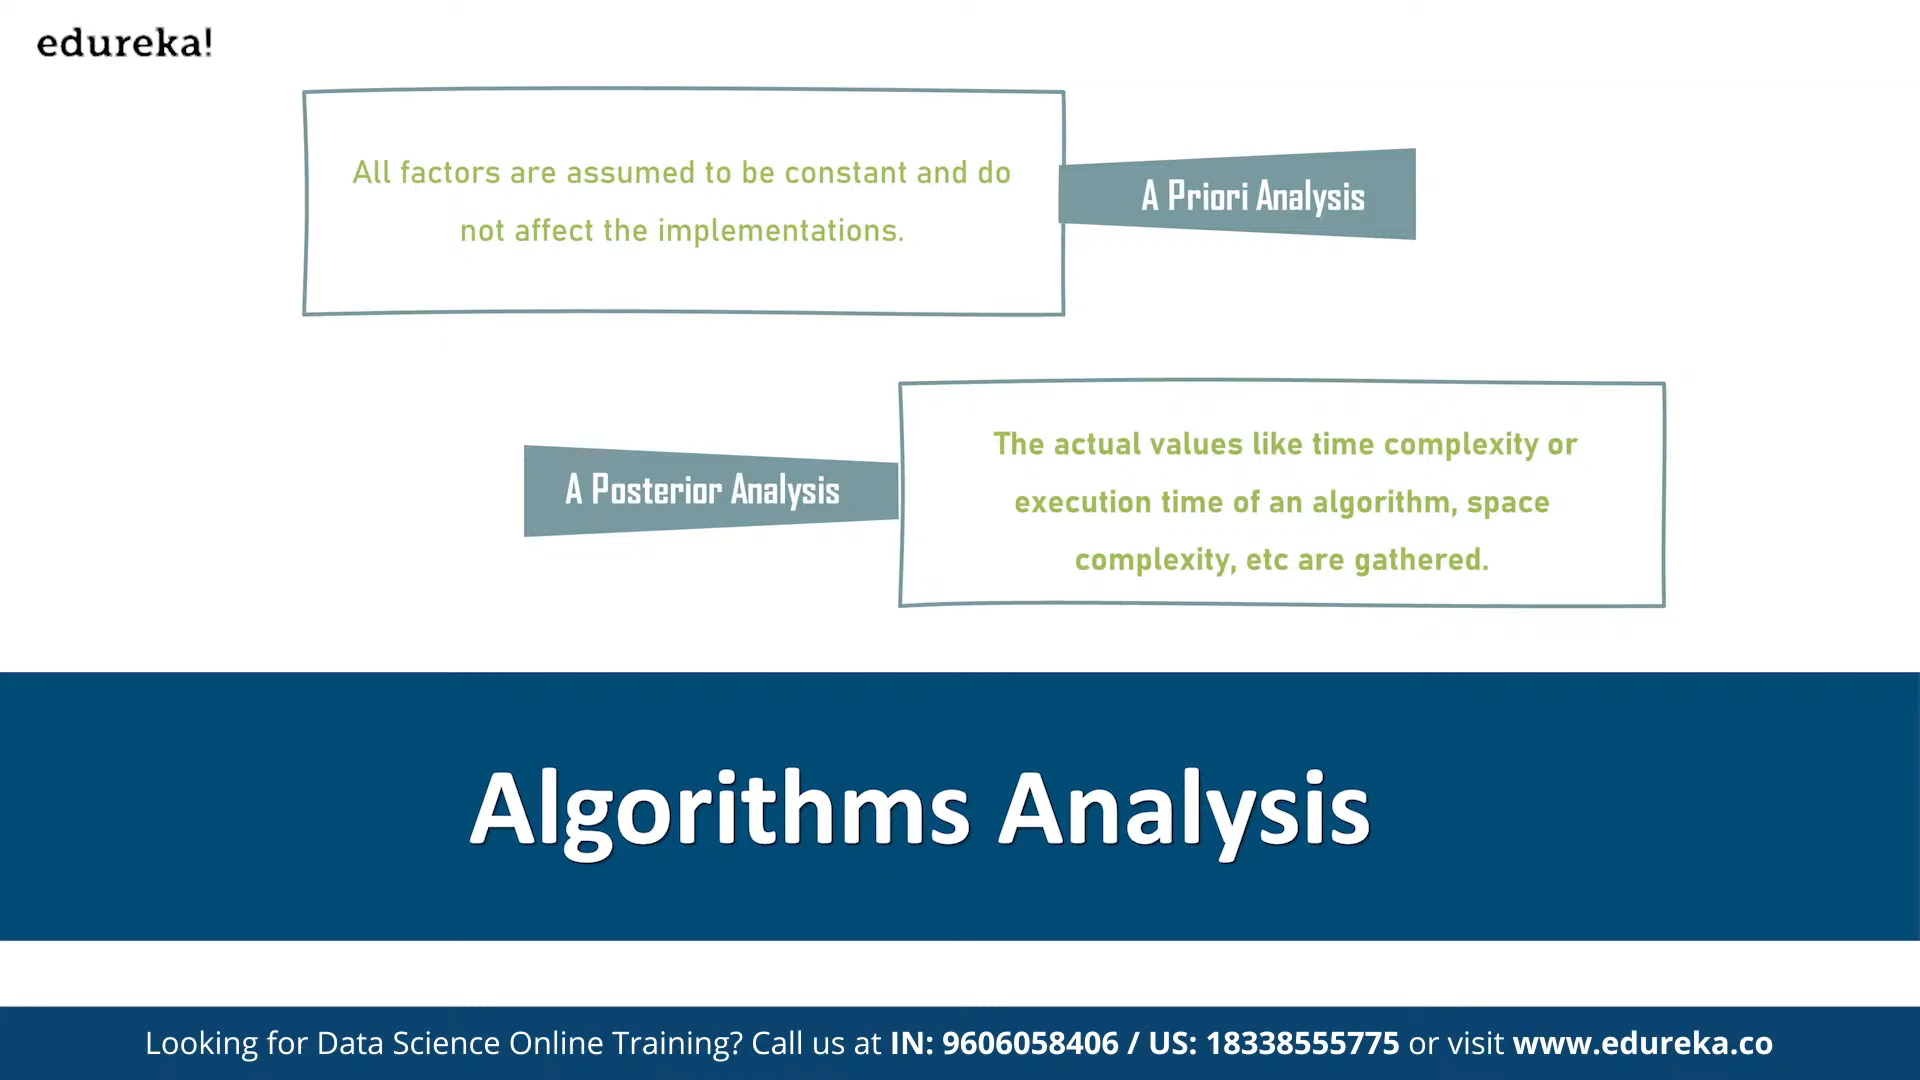 edureka!
All factors are assumed to be constant and do
not affect the implementations.
A Priori Analysis
A Posterior Analysis
The actual values like time complexity or
execution time of an algorithm, space
complexity, etc are gathered.
Algorithms Analysis
Looking for Data Science Online Training? Call us at IN: 9606058406 / US: 18338555775 or visit www.edureka.co